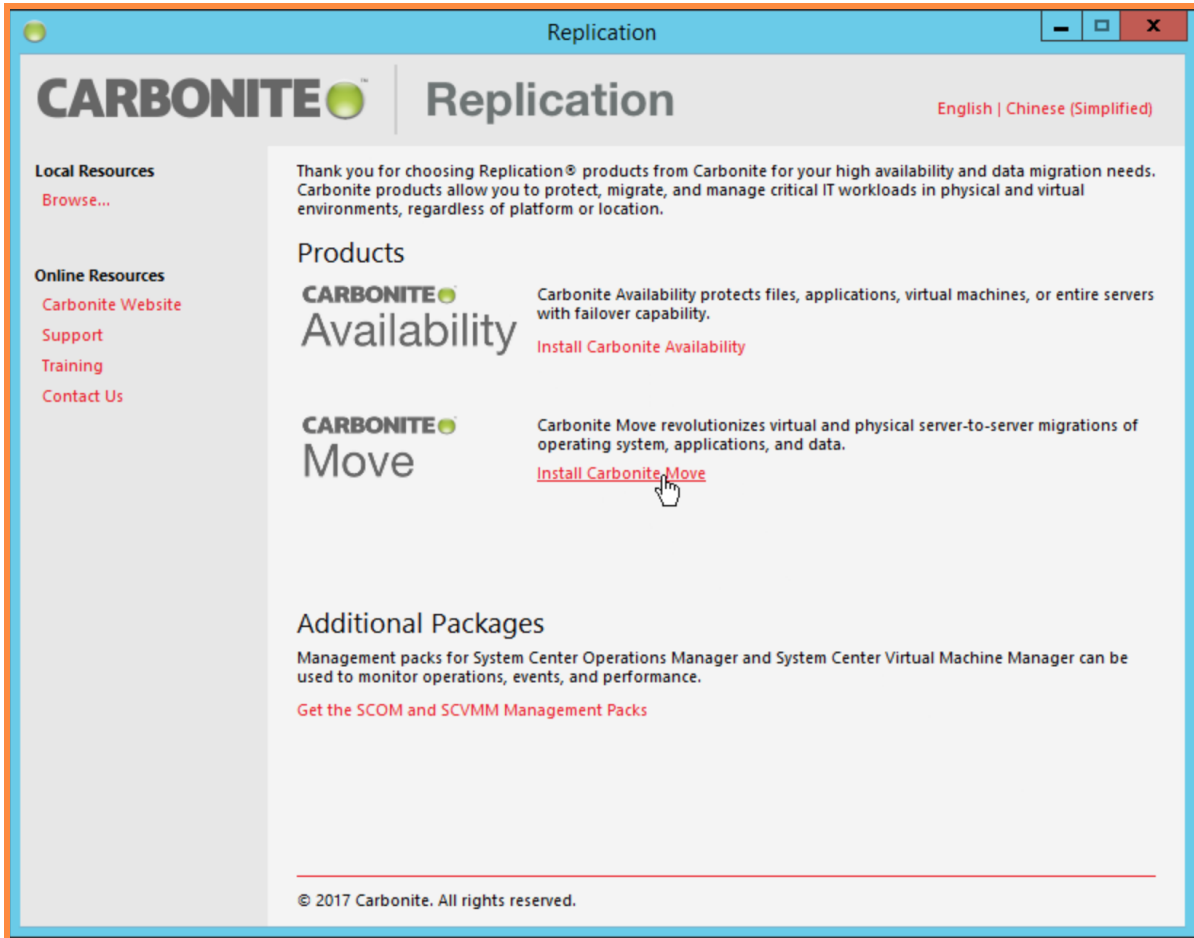 Replication
CARBONITE™ Replication
English | Chinese (Simplified)
Local Resources
Browse...
Online Resources
Carbonite Website
Support
Training
Contact Us
Thank you for choosing Replication® products from Carbonite for your high availability and data migration needs.
Carbonite products allow you to protect, migrate, and manage critical IT workloads in physical and virtual
environments, regardless of platform or location.
Products
CARBONITE
Availability
Carbonite Availability protects files, applications, virtual machines, or entire servers
with failover capability.
Install Carbonite Availability
CARBONITE
Move
Carbonite Move revolutionizes virtual and physical server-to-server migrations of
operating system, applications, and data.
Install Carbonite Move
Additional Packages
Management packs for System Center Operations Manager and System Center Virtual Machine Manager can be
used to monitor operations, events, and performance.
Get the SCOM and SCVMM Management Packs
© 2017 Carbonite. All rights reserved.